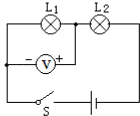 L₁ L₂
- V +
S